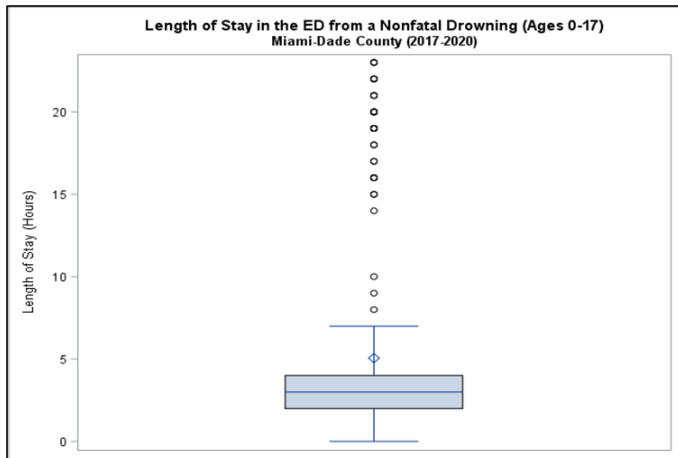 Length of Stay in the ED from a Nonfatal Drowning (Ages 0-17)
Miami-Dade County (2017-2020)
20
15
10
5
0
Length of Stay (Hours)